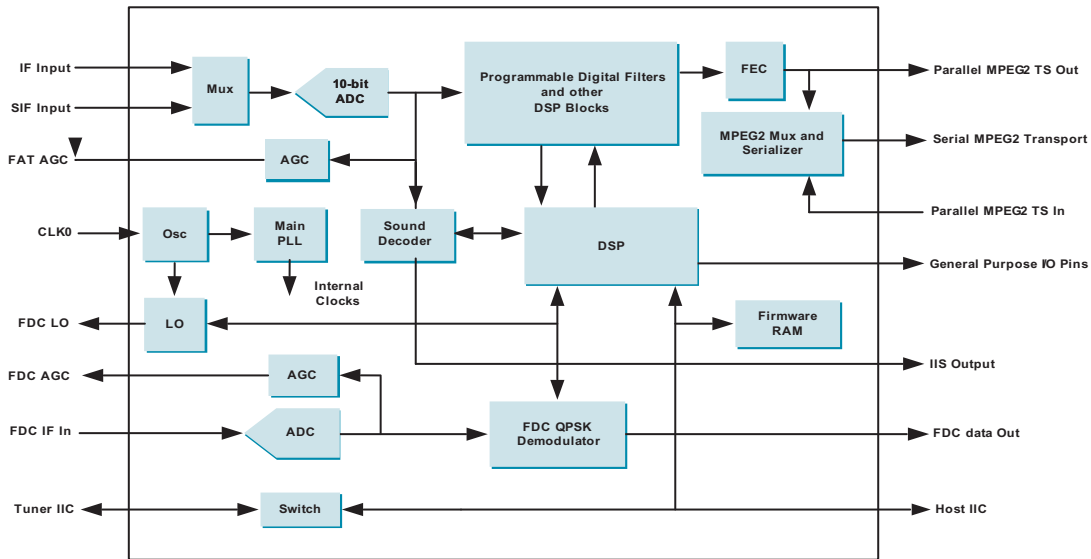 IF Input
SIF Input
FAT AGC
CLK0
FDC LO
FDC AGC
FDC IF In
Tuner IIC
Mux
10-bit
ADC
AGC
Osc
Main
PLL
Internal
Clocks
LO
AGC
ADC
Switch
Programmable Digital Filters
and other
DSP Blocks
FEC
MPEG2 Mux and
Serializer
Sound
Decoder
DSP
Firmware
RAM
FDC QPSK
Demodulator
Parallel MPEG2 TS Out
Serial MPEG2 Transport
Parallel MPEG2 TS In
General Purpose I/O Pins
IIS Output
FDC data Out
Host IIC